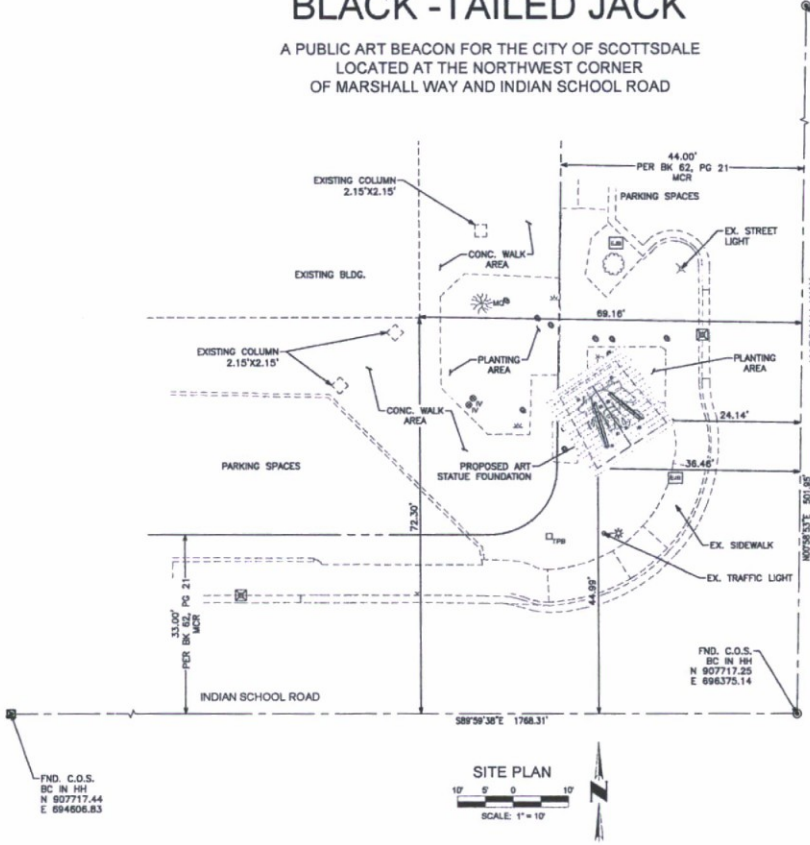 BLACK -TAILED JACK
A PUBLIC ART BEACON FOR THE CITY OF SCOTTSDALE
LOCATED AT THE NORTHWEST CORNER
OF MARSHALL WAY AND INDIAN SCHOOL ROAD
44.00'
PER BK 62, PG 21
MCR
PARKING SPACES
EXISTING COLUMN
2.15'X2.15'
EX. STREET
LIGHT
CONC. WALK
AREA
EXISTING BLDG.
69.16'
EXISTING COLUMN
2.15'X2.15'
PLANTING
AREA
PLANTING
AREA
CONC. WALK
AREA
24.14'
PARKING SPACES
PROPOSED ART
STATUE FOUNDATION
36.46'
72.30'
N0°58'53"E 501.95'
TPB
EX. SIDEWALK
EX. TRAFFIC LIGHT
44.99'
33.00'
PER BK 62, PG 21
MCR
FND. C.O.S.
BC IN HH
N 907717.25
E 696375.14
INDIAN SCHOOL ROAD
S89°59'38"E 1768.31'
FND. C.O.S.
BC IN HH
N 907717.44
E 694606.83
SITE PLAN
10' 5' 0 10'
SCALE: 1" = 10'
N